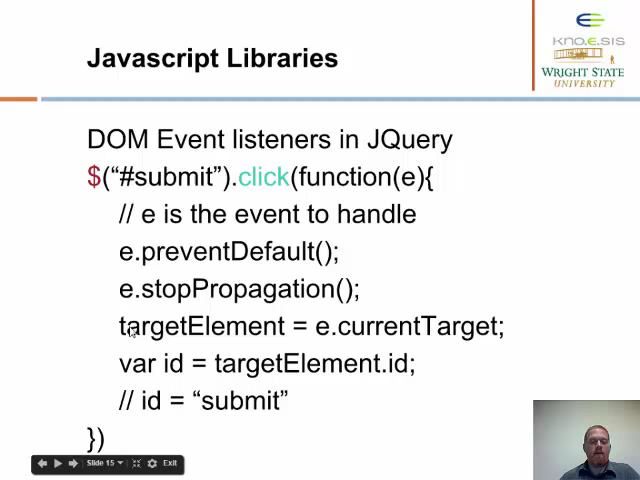 Javascript Libraries
kno.e.sis
WRIGHT STATE
UNIVERSITY
DOM Event listeners in JQuery
$(“#submit”).click(function(e){
// e is the event to handle
e.preventDefault();
e.stopPropagation();
targetElement = e.currentTarget;
var id = targetElement.id;
// id = “submit”
})
Slide 15
Exit